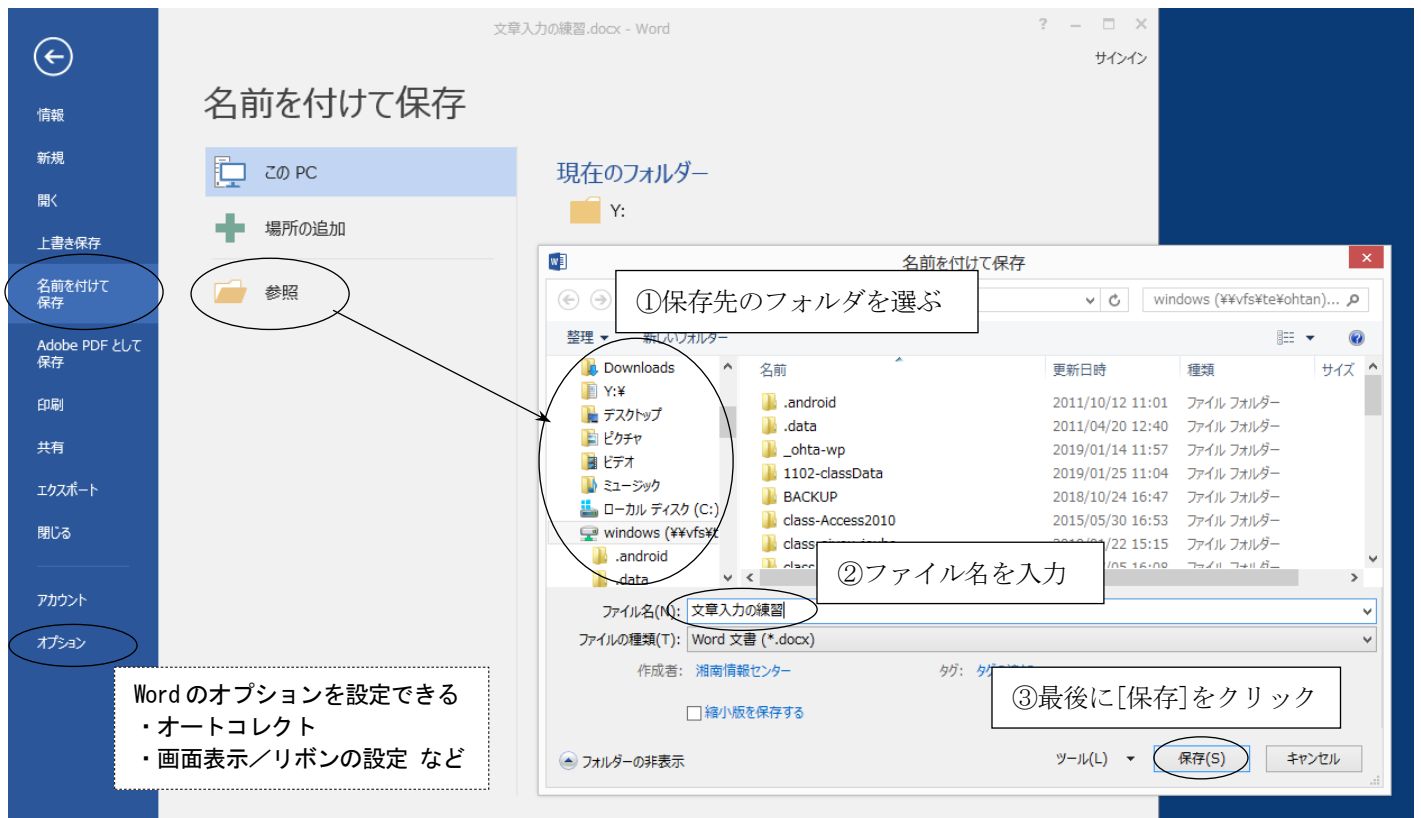 文章入力の練習.docx - Word
? – □ ×
サインイン
情報
新規
開く
上書き保存
名前を付けて
保存
Adobe PDF として
保存
印刷
共有
エクスポート
閉じる
アカウント
オプション
名前を付けて保存
この PC
場所の追加
参照
現在のフォルダー
Y:
名前を付けて保存
①保存先のフォルダを選ぶ
windows (¥¥vfs¥te¥ohtan)...
整理
新しいフォルダー
Downloads
Y:¥
デスクトップ
ピクチャ
ビデオ
ミュージック
ローカル ディスク (C:)
windows (¥¥vfs¥t
.android
.data
名前 更新日時 種類 サイズ
.android 2011/10/12 11:01 ファイル フォルダー
.data 2011/04/20 12:40 ファイル フォルダー
_ohta-wp 2019/01/14 11:57 ファイル フォルダー
1102-classData 2019/01/25 11:04 ファイル フォルダー
BACKUP 2018/10/24 16:47 ファイル フォルダー
class-Access2010 2015/05/30 16:53 ファイル フォルダー
/22 15:15 ファイル フォルダー
②ファイル名を入力
ファイル名(N): 文章入力の練習
ファイルの種類(T): Word 文書 (*.docx)
作成者: 湘南情報センター タグ:
縮小版を保存する
③最後に[保存]をクリック
フォルダーの非表示
ツール(L)
保存(S)
キャンセル
Wordのオプションを設定できる
・オートコレクト
・画面表示／リボンの設定 など